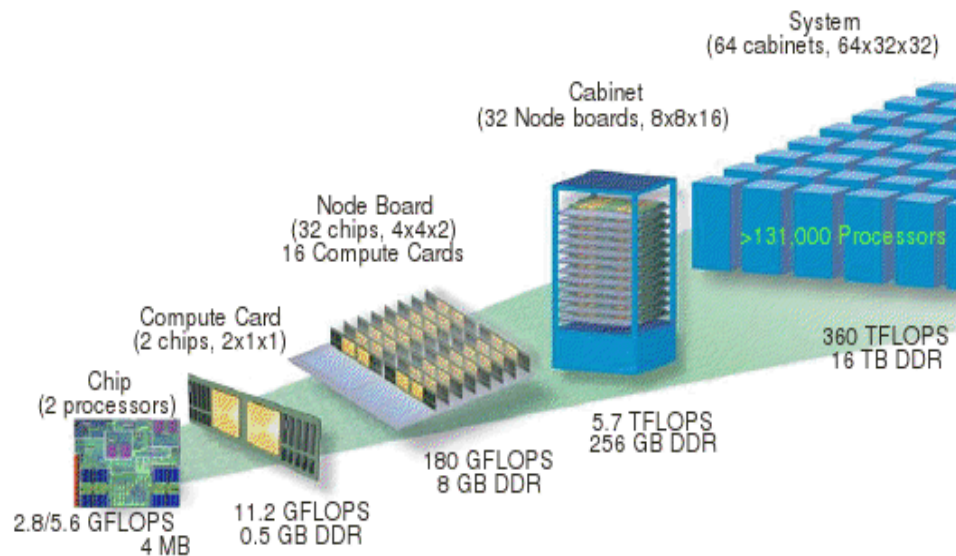 Chip
(2 processors)
2.8/5.6 GFLOPS
4 MB
Compute Card
(2 chips, 2x1x1)
11.2 GFLOPS
0.5 GB DDR
Node Board
(32 chips, 4x4x2)
16 Compute Cards
180 GFLOPS
8 GB DDR
Cabinet
(32 Node boards, 8x8x16)
5.7 TFLOPS
256 GB DDR
System
(64 cabinets, 64x32x32)
>131,000 Processors
360 TFLOPS
16 TB DDR